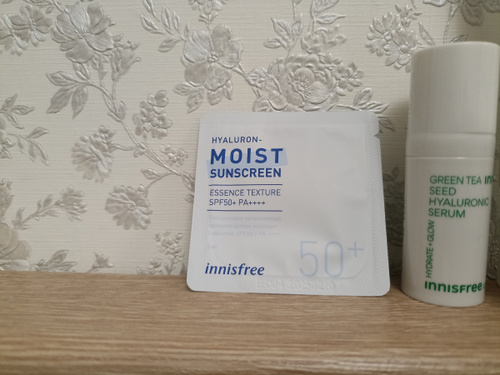 HYALURON-
MOIST
SUNSCREEN
ESSENCE TEXTURE
SPF50+ PA++++
50+
innisfree
GREEN TEA
SEED
HYALURONIC
SERUM
HYDRATE + GLOW
innisfree